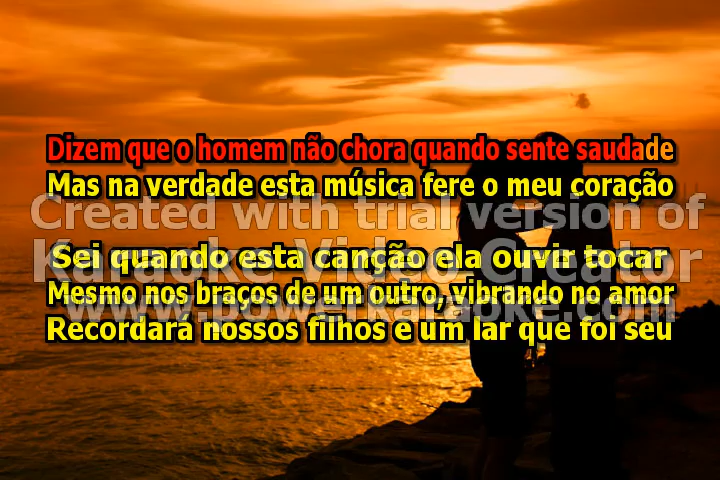 Dizem que o homem não chora quando sente saudade
Mas na verdade esta música fere o meu coração
Created with trial version of
Sei quando esta canção ela ouvir tocar
Karaoke Video Creator
Mesmo nos braços de um outro, vibrando no amor
www.powerkaraoke.com
Recordará nossos filhos e um lar que foi seu